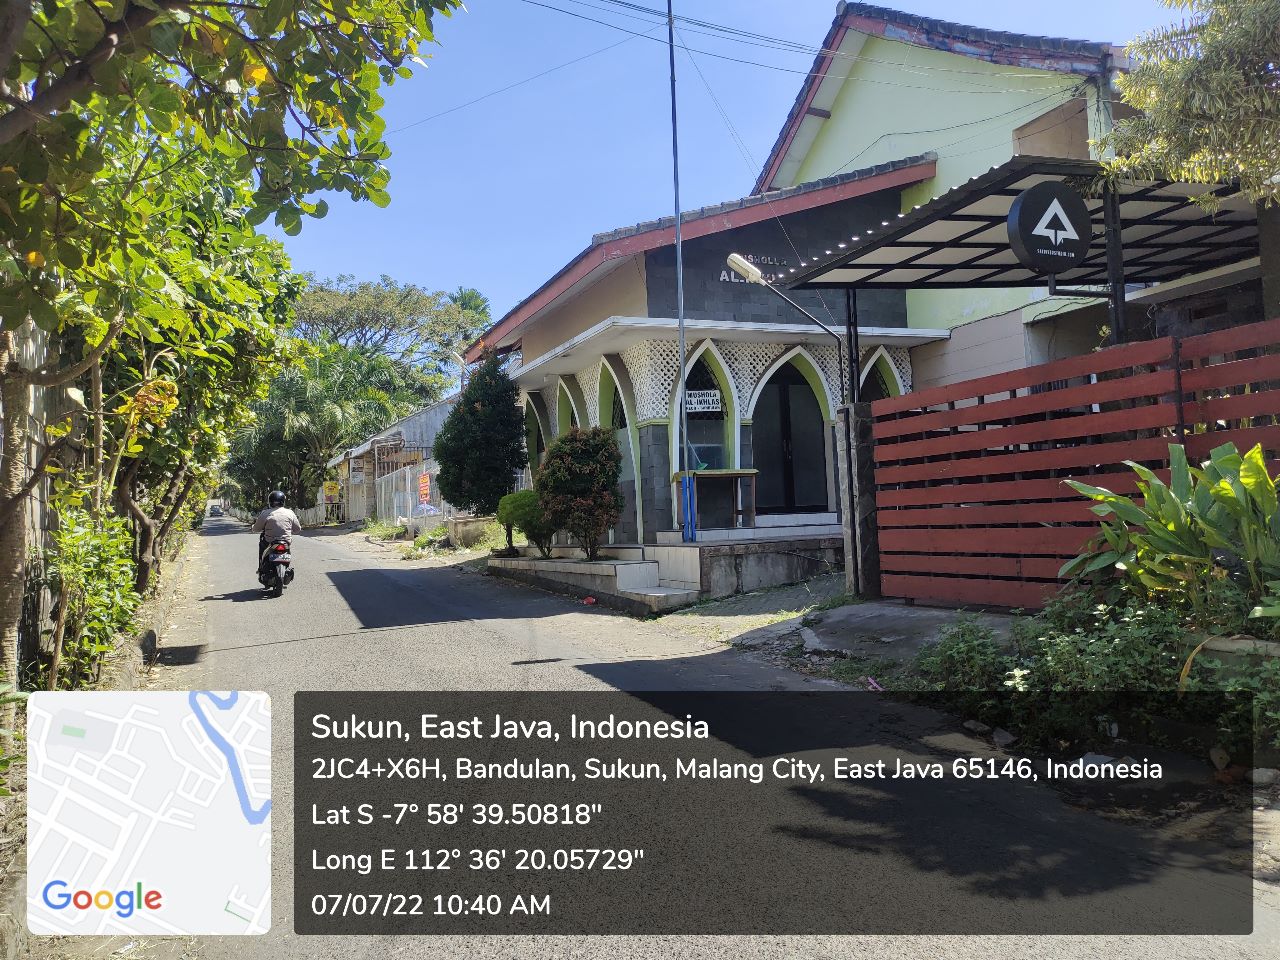 MUSHOLLA
MUSHOLA
AL-IKHLAS
Sukun, East Java, Indonesia
2JC4+X6H, Bandulan, Sukun, Malang City, East Java 65146, Indonesia
Lat S -7° 58' 39.50818"
Long E 112° 36' 20.05729"
07/07/22 10:40 AM
Google